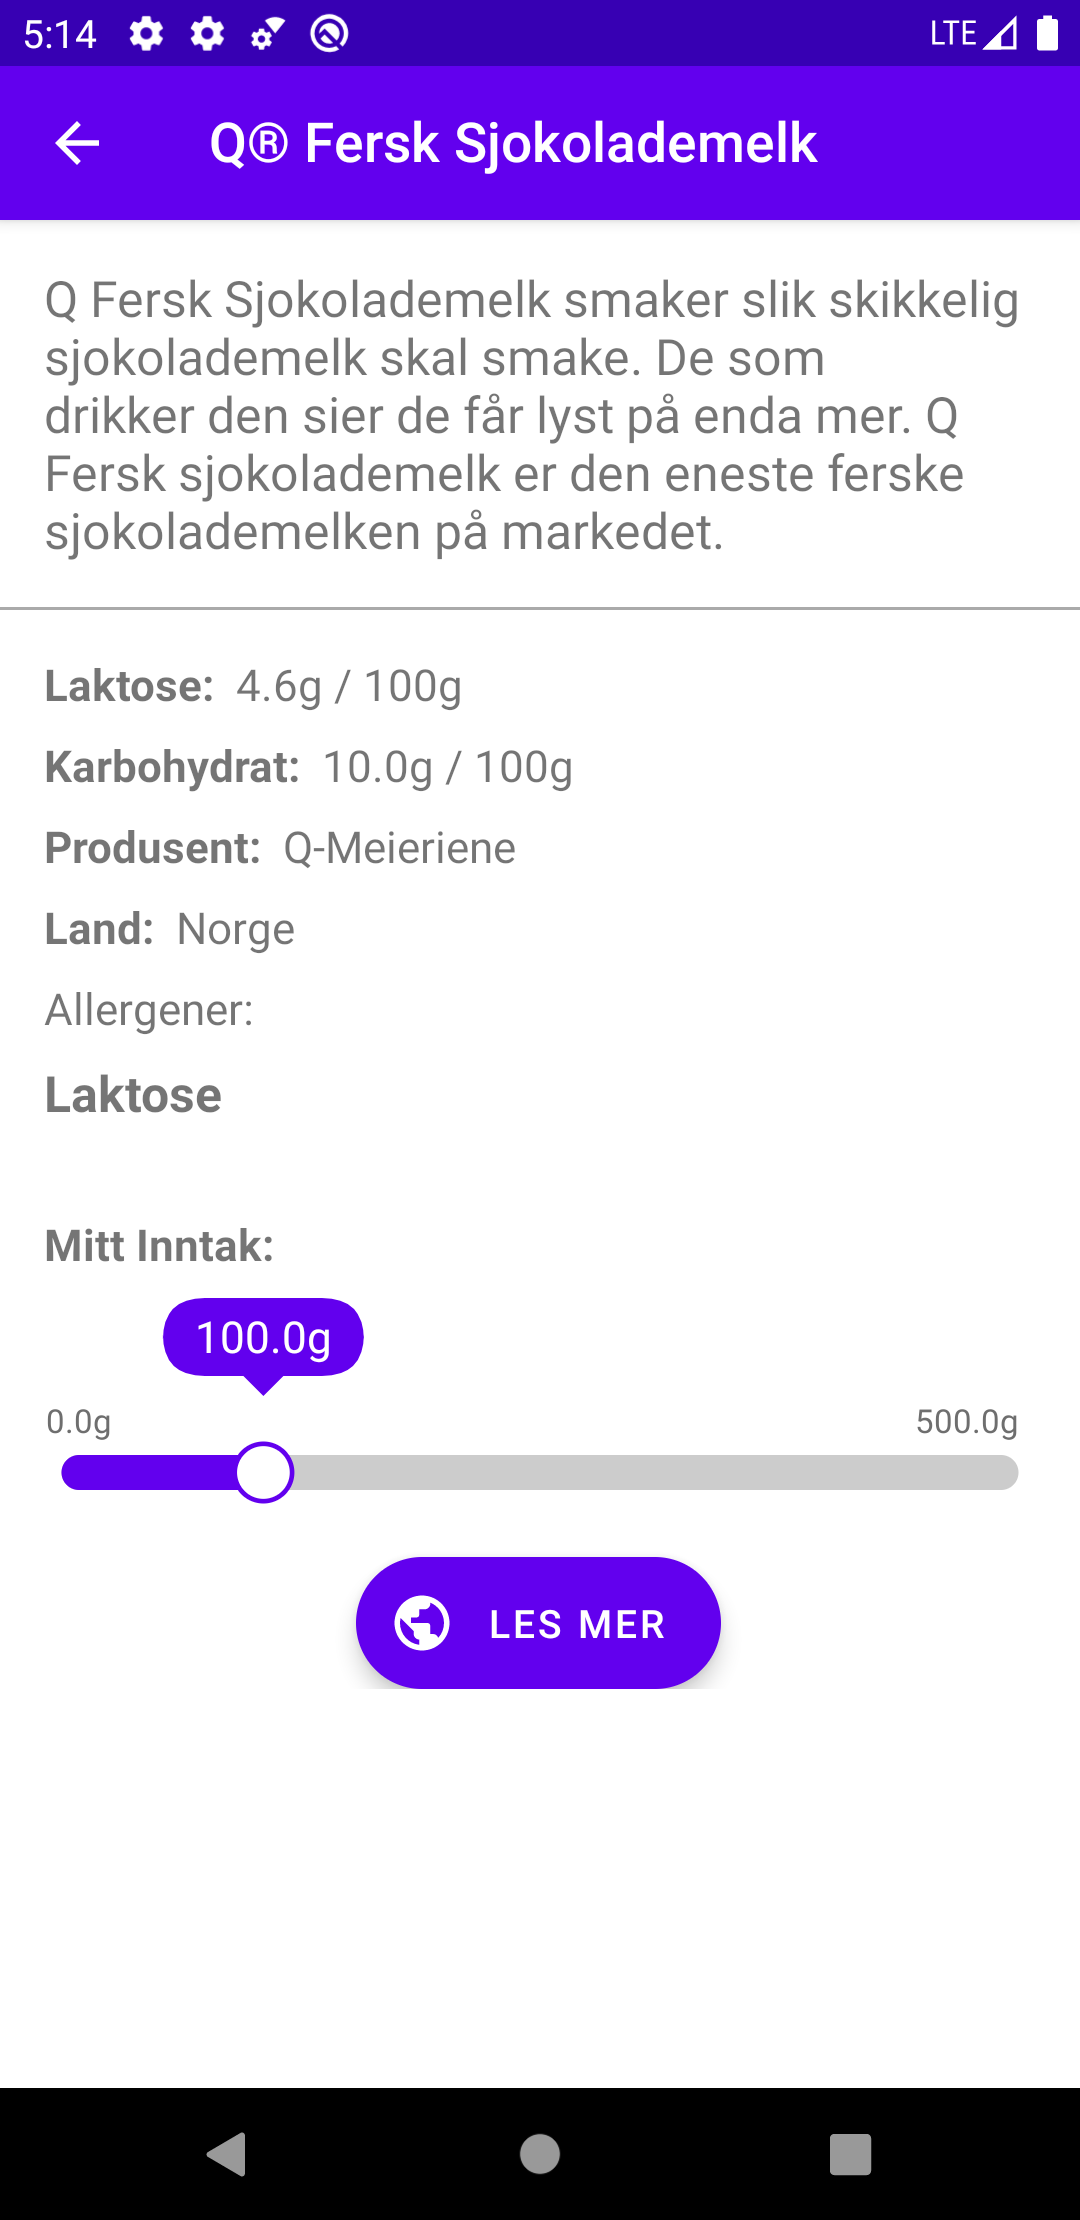 5:14 LTE
Q® Fersk Sjokolademelk
Q Fersk Sjokolademelk smaker slik skikkelig
sjokolademelk skal smake. De som
drikker den sier de får lyst på enda mer. Q
Fersk sjokolademelk er den eneste ferske
sjokolademelken på markedet.
Laktose: 4.6g / 100g
Karbohydrat: 10.0g / 100g
Produsent: Q-Meieriene
Land: Norge
Allergener:
Laktose
Mitt Inntak:
100.0g
0.0g 500.0g
LES MER